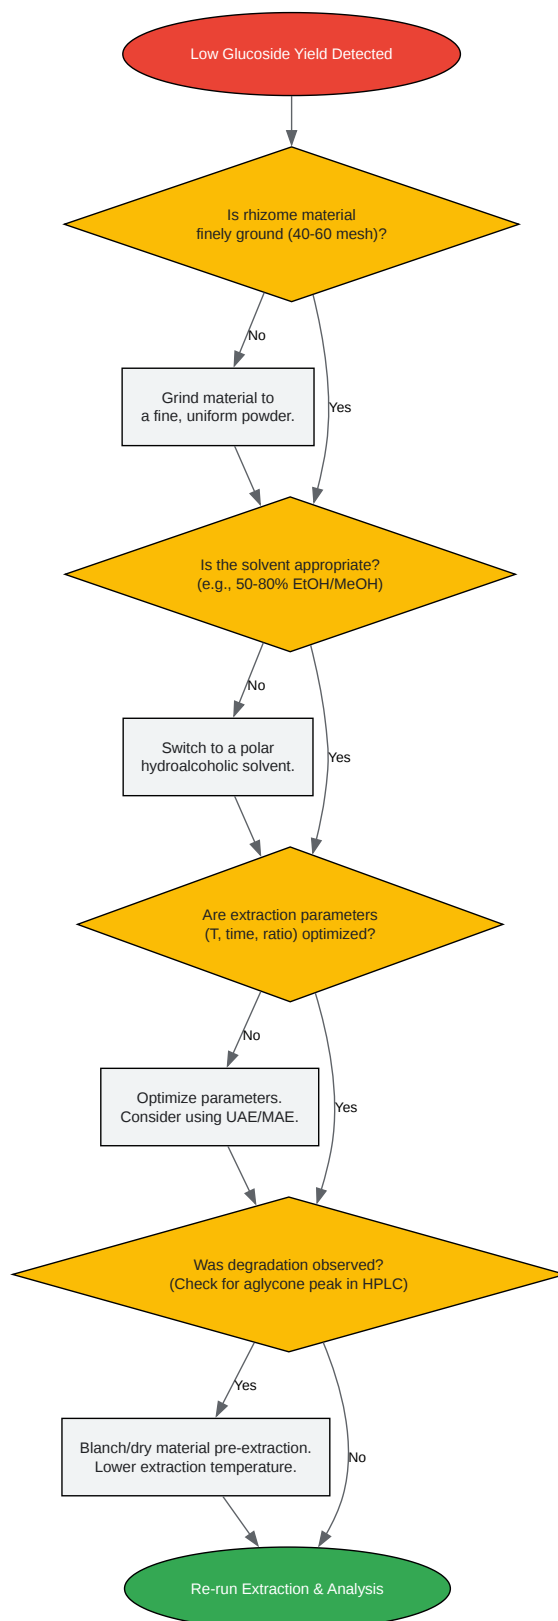 Low Glucoside Yield Detected
Is rhizome material
finely ground (40-60 mesh)?
No
Yes
Grind material to
a fine, uniform powder.
Is the solvent appropriate?
(e.g., 50-80% EtOH/MeOH)
No
Yes
Switch to a polar
hydroalcoholic solvent.
Are extraction parameters
(T, time, ratio) optimized?
No
Yes
Optimize parameters.
Consider using UAE/MAE.
Was degradation observed?
(Check for aglycone peak in HPLC)
Yes
No
Blanch/dry material pre-extraction.
Lower extraction temperature.
Re-run Extraction & Analysis